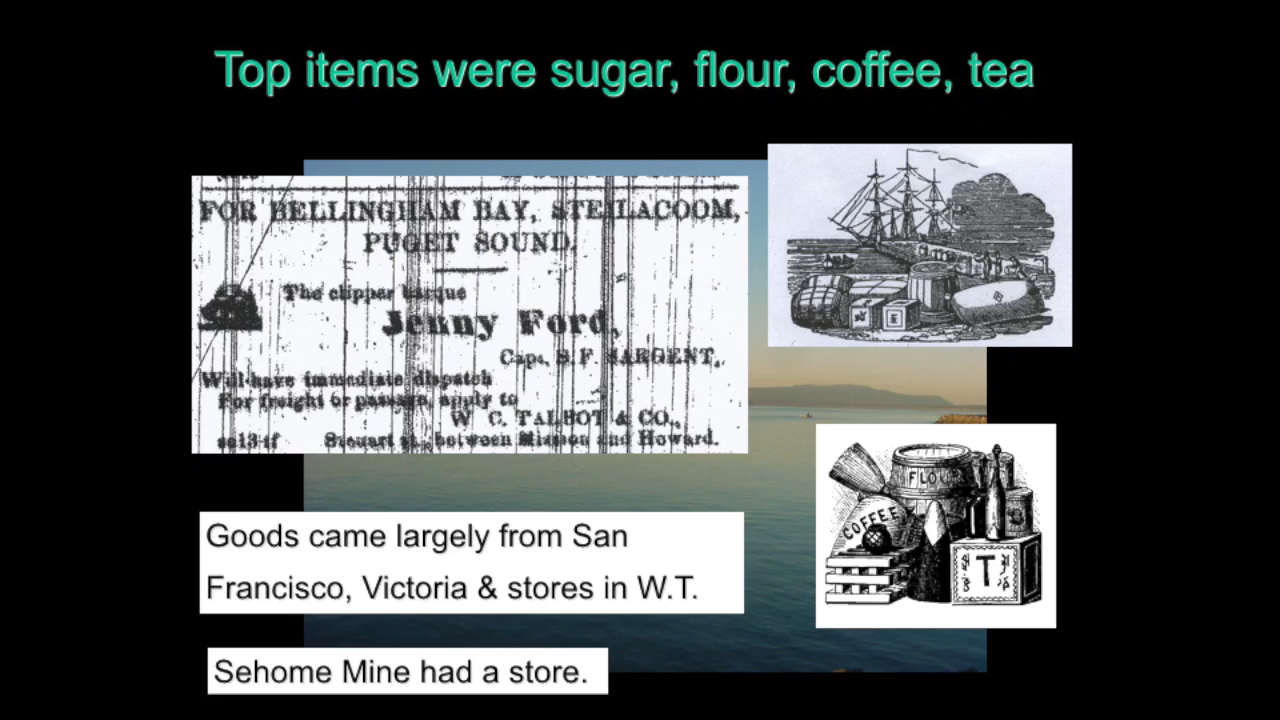 Top items were sugar, flour, coffee, tea
FOR BELLINGHAM BAY, STEILACOOM,
PUGET SOUND.
The clipper barque
Jenny Ford,
Capt. S. F. SARGENT,
Will have immediate dispatch
For freight or passage, apply to
W. C. TALBOT & CO.,
se13-tf Steuart st., between Mission and Howard.
FLOUR
COFFEE
T
Goods came largely from San
Francisco, Victoria & stores in W.T.
Sehome Mine had a store.